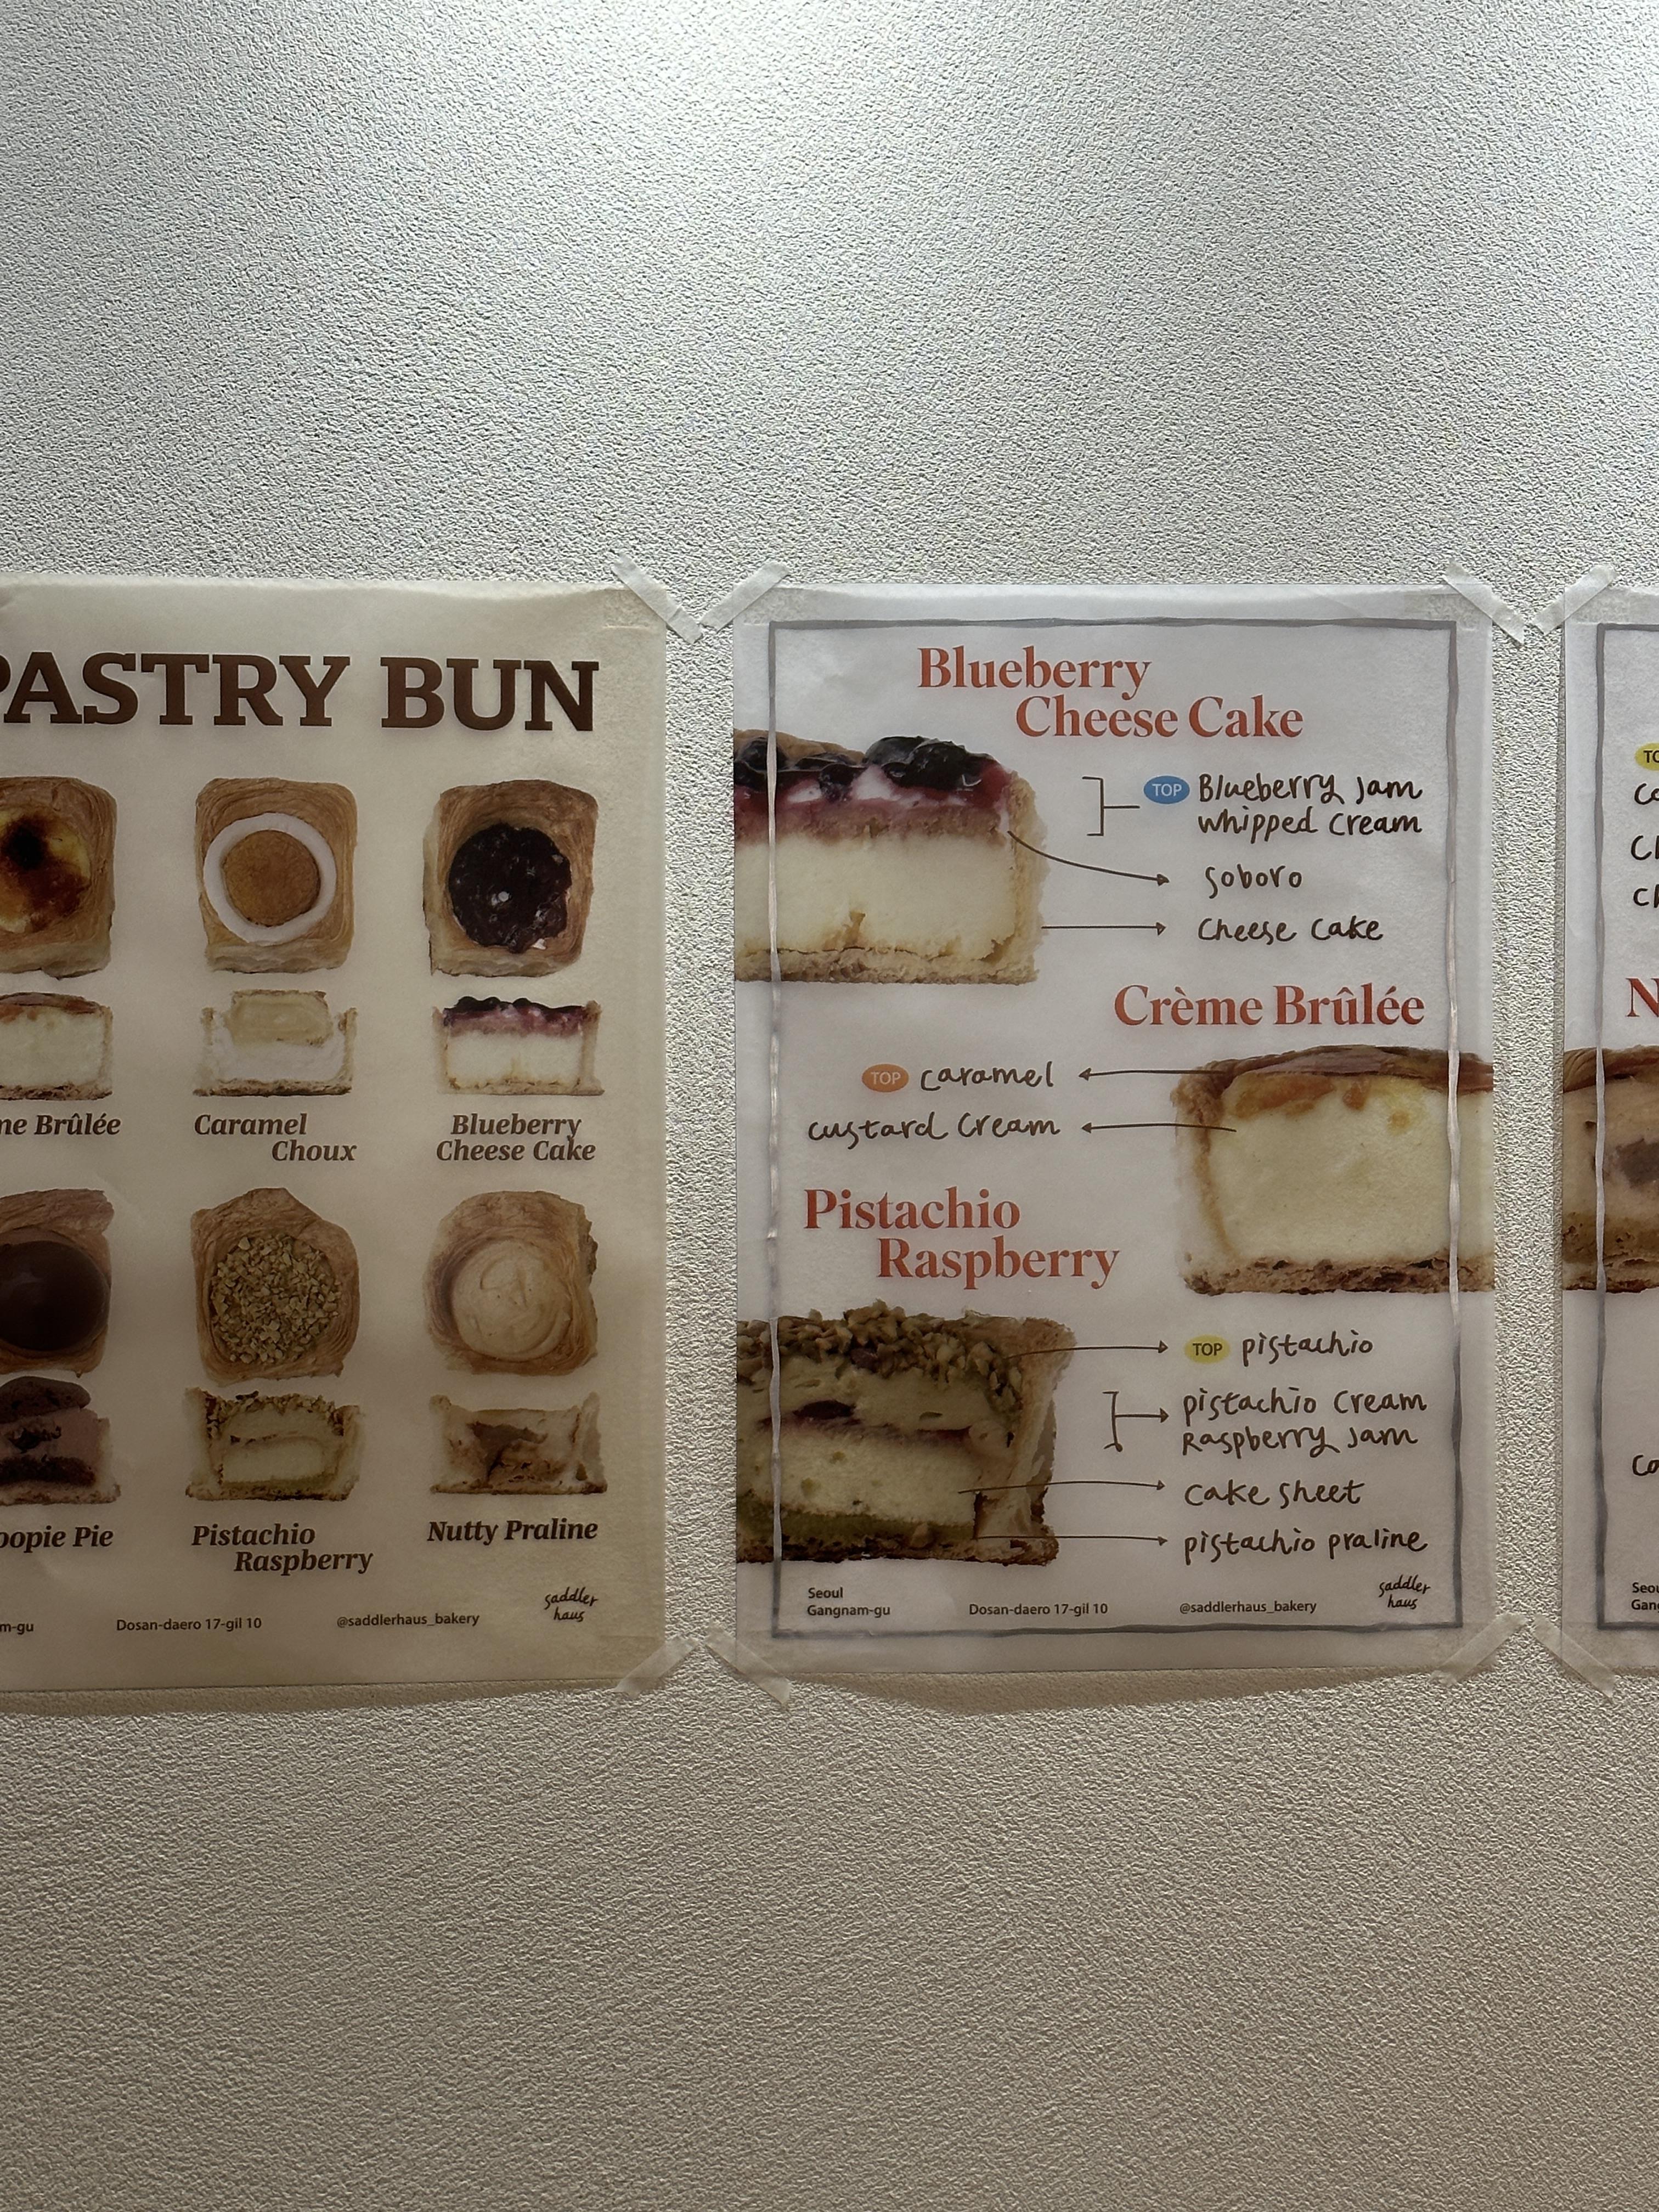 PASTRY BUN
me Brûlée
Caramel
Choux
Blueberry
Cheese Cake
oopie Pie
Pistachio
Raspberry
Nutty Praline
m-gu
Dosan-daero 17-gil 10
@saddlerhaus_bakery
saddler
haus
Blueberry
Cheese Cake
TOP Blueberry Jam
whipped cream
soboro
cheese cake
Crème Brûlée
TOP caramel
custard cream
Pistachio
Raspberry
TOP pistachio
pistachio cream
Raspberry Jam
cake sheet
pistachio praline
Seoul
Gangnam-gu
Dosan-daero 17-gil 10
@saddlerhaus_bakery
saddler
haus